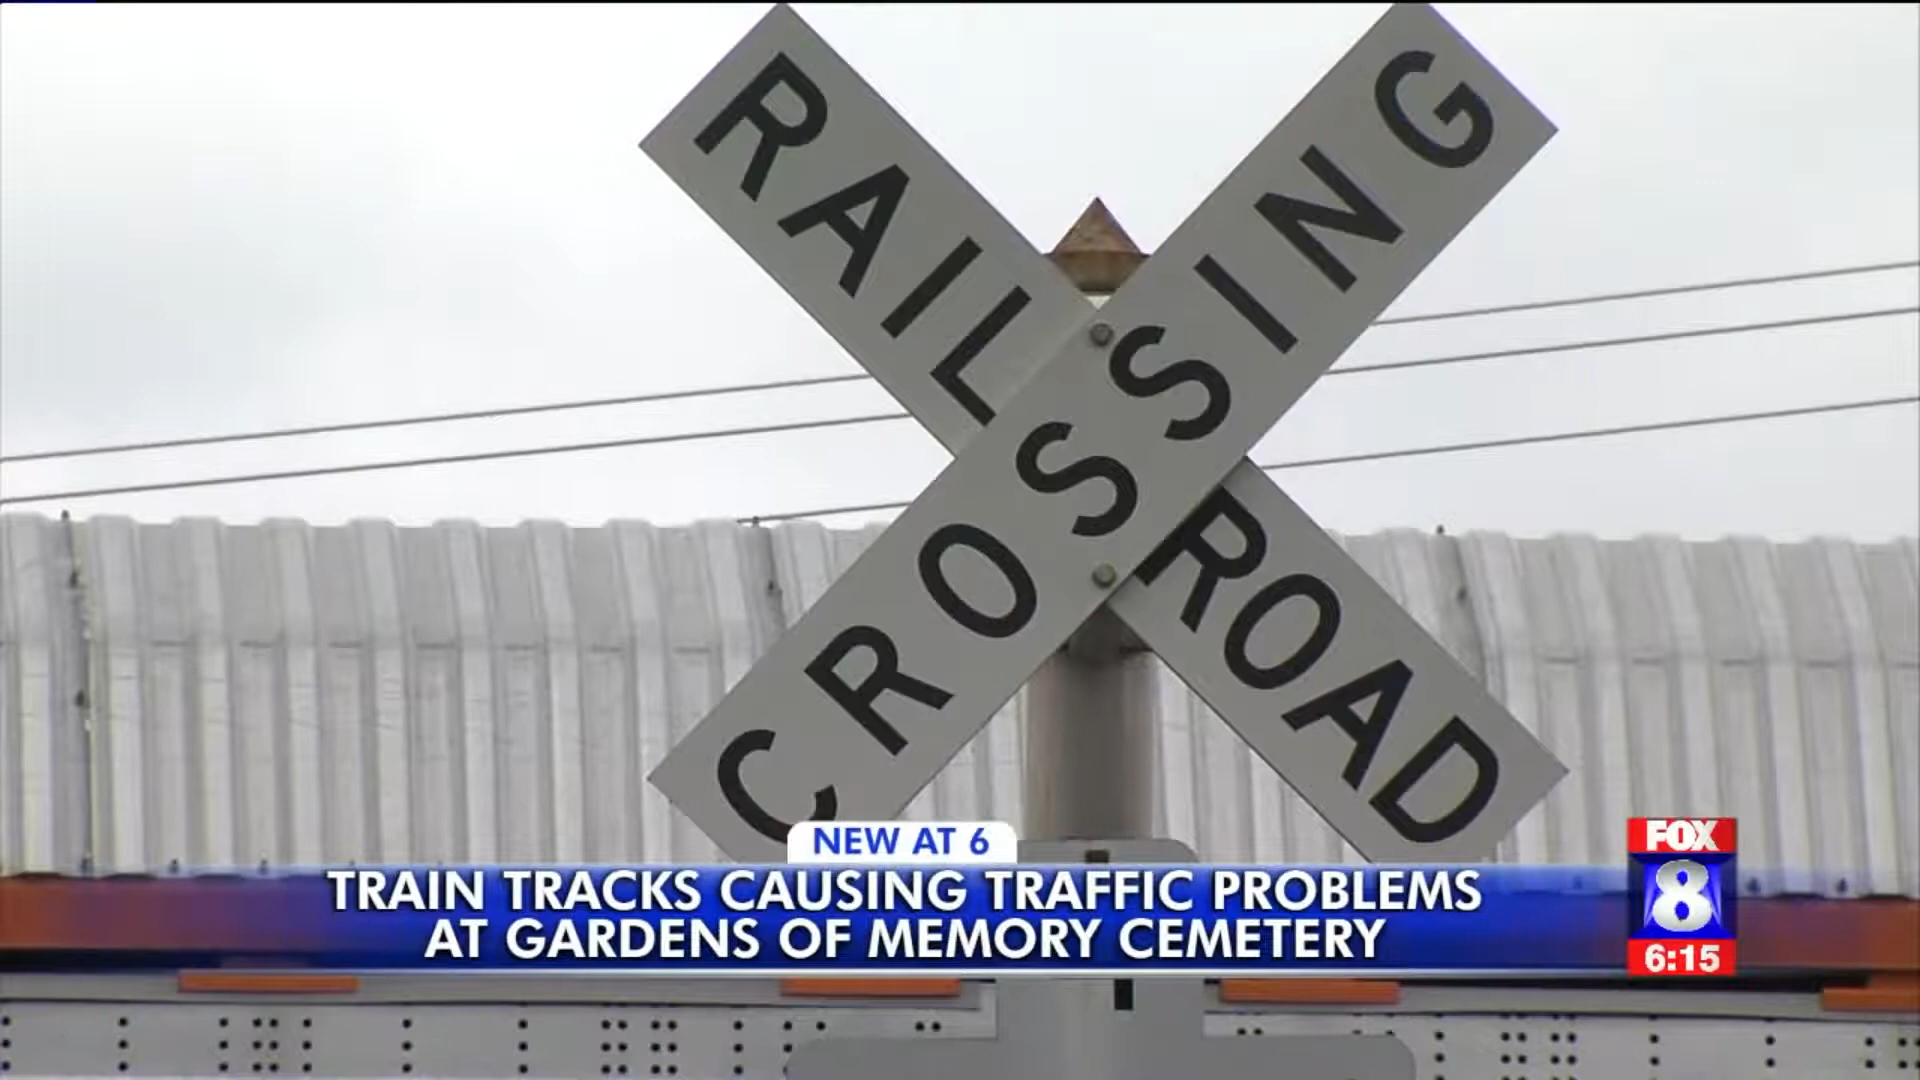 RAILROAD
CROSSING
NEW AT 6
TRAIN TRACKS CAUSING TRAFFIC PROBLEMS
AT GARDENS OF MEMORY CEMETERY
FOX
8
6:15